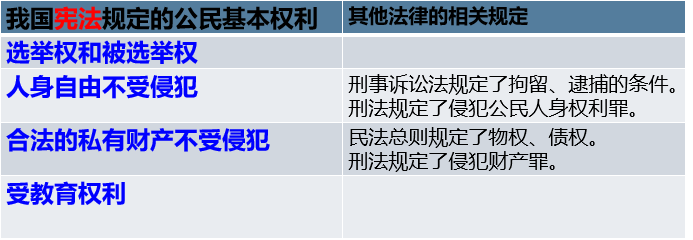 我国宪法规定的公民基本权利 其他法律的相关规定
选举权和被选举权
人身自由不受侵犯 刑事诉讼法规定了拘留、逮捕的条件。
刑法规定了侵犯公民人身权利罪。
合法的私有财产不受侵犯 民法总则规定了物权、债权。
刑法规定了侵犯财产罪。
受教育权利